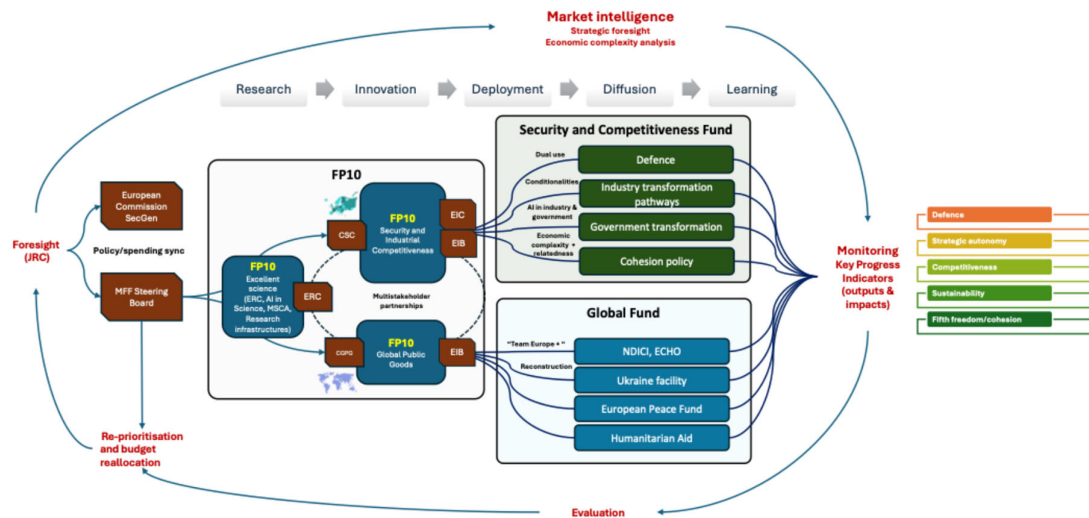 Market intelligence
Strategic foresight
Economic complexity analysis
Research
Innovation
Deployment
Diffusion
Learning
Security and Competitiveness Fund
Dual use
Defence
Conditionalities
Industry transformation
pathways
AI in industry &
government
Government transformation
Economic
complaxity +
relatedness
Cohesion policy
FP10
FP10
Security and
Industrial
Competitiveness
EIC
EIB
CSC
European
Commission
SecGen
Foresight
(JRC)
Policy/spending sync
MFF Steering
Board
FP10
Excellent
science
(ERC, AI in
Science, MSCA,
Research
infrastructures)
ERC
Multistakeholder
partnerships
CGPG
FP10
Global Public
Goods
EIB
Global Fund
"Team Europe + "
NDICI, ECHO
Reconstruction
Ukraine facility
European Peace Fund
Humanitarian Aid
Monitoring
Key Progress
Indicators
(outputs &
impacts)
Defence
Strategic autonomy
Competitiveness
Sustainability
Fifth freedom/cohesion
Re-prioritisation
and budget
reallocation
Evaluation